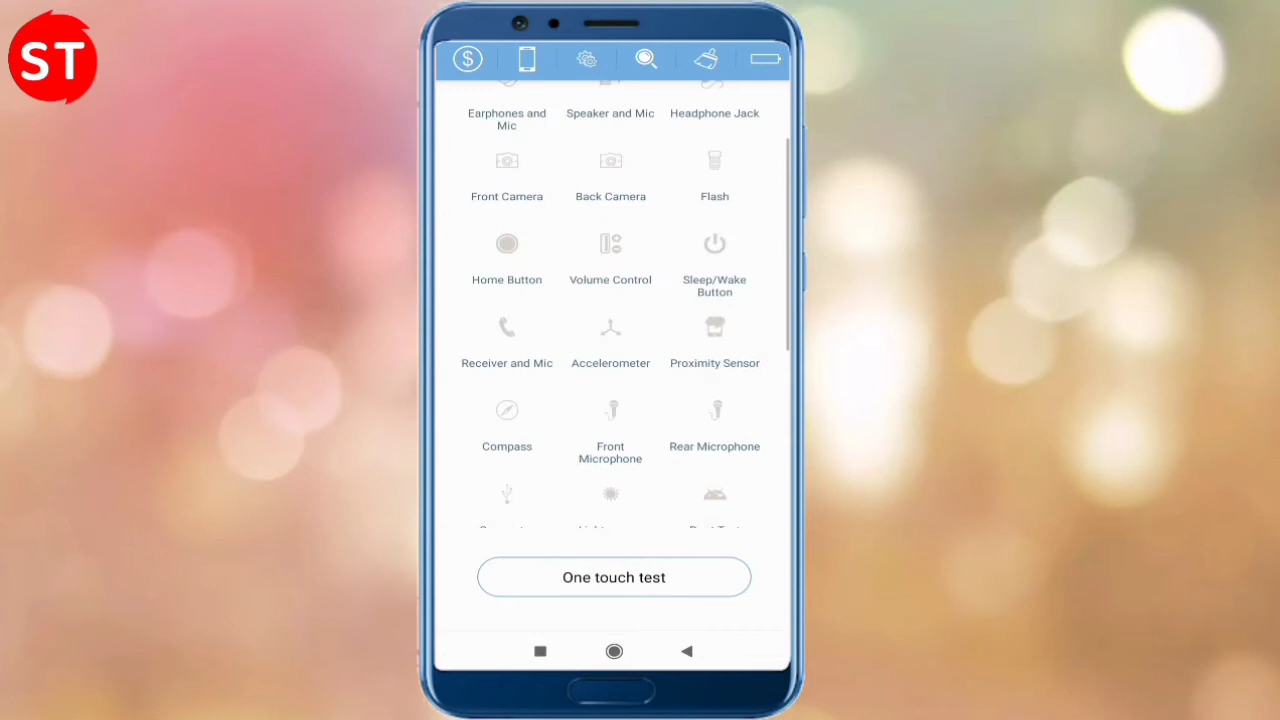 ST
$
Earphones and Speaker and Mic Headphone Jack
Mic
Front Camera Back Camera Flash
Home Button Volume Control Sleep/Wake
Button
Receiver and Mic Accelerometer Proximity Sensor
Compass Front Rear Microphone
Microphone
One touch test